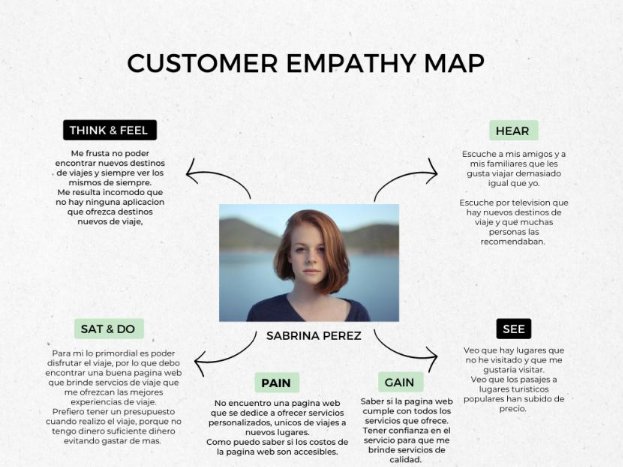 CUSTOMER EMPATHY MAP
THINK & FEEL
Me frusta no poder
encontrar nuevos destinos
de viajes y siempre ver los
mismos de siempre.
Me resulta incomodo que
no hay ninguna aplicacion
que ofrezca destinos
nuevos de viaje,
HEAR
Escuche a mis amigos y a
mis familiares que les
gusta viajar demasiado
igual que yo.
Escuche por television que
hay nuevos destinos de
viaje y que muchas
personas las
recomendaban.
SABRINA PEREZ
SAT & DO
Para mi lo primordial es poder
disfrutar el viaje, por lo que debo
encontrar una buena pagina web
que brinde servcios de viaje que
me ofrezcan las mejores
experiencias de viaje.
Prefiero tener un presupuesto
cuando realizo el viaje, porque no
tengo dinero suficiente dinero
evitando gastar de mas.
PAIN
No encuentro una pagina web
que se dedice a ofrecer servicios
personalizados, unicos de viajes a
nuevos lugares.
Como puedo saber si los costos de
la pagina web son accesibles.
GAIN
Saber si la pagina web
cumple con todos los
servicios que ofrece.
Tener confianza en el
servicio para que me
brinde servicios de
calidad.
SEE
Veo que hay lugares que
no he visitado y que me
gustaria visitar.
Veo que los pasajes a
lugares turisticos
populares han subido de
precio.